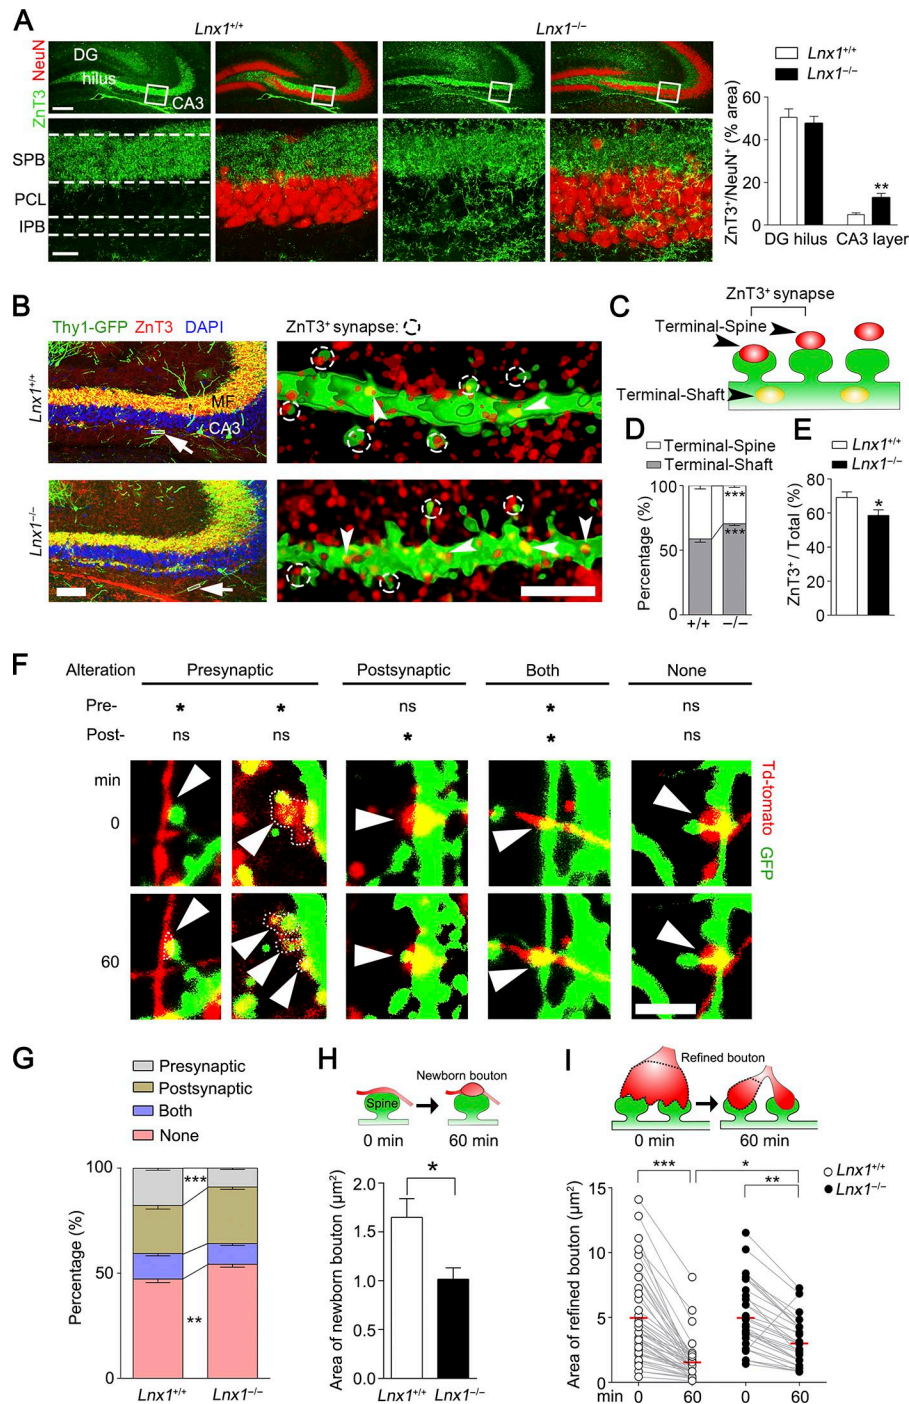 A
Lnx1+/+
Lnx1−/−
ZnT3 NeuN
DG
hilus
CA3
SPB
PCL
IPB
Lnx1+/+
Lnx1−/−
ZnT3+/NeuN+ (% area)
60
40
20
0
**
DG hilus CA3 layer
B
Thy1-GFP ZnT3 DAPI
ZnT3+ synapse:
Lnx1+/+
MF
CA3
Lnx1−/−
C
ZnT3+ synapse
Terminal-Spine
Terminal-Shaft
D
Terminal-Spine
Terminal-Shaft
Percentage (%)
100
50
0
***
***
+/+ −/−
E
Lnx1+/+
Lnx1−/−
ZnT3+ / Total (%)
80
60
40
20
0
*
F
Alteration Presynaptic Postsynaptic Both None
Pre- * * ns * ns
Post- ns ns * * ns
min
0
60
Td-tomato GFP
G
Presynaptic
Postsynaptic
Both
None
Percentage (%)
100
50
0
***
**
Lnx1+/+ Lnx1−/−
H
Newborn bouton
Spine
0 min 60 min
Area of newborn bouton (μm2)
2.0
1.5
1.0
0.5
0
*
Lnx1+/+ Lnx1−/−
I
Refined bouton
0 min 60 min
Area of refined bouton (μm2)
15
10
5
0
*** *
**
Lnx1+/+
Lnx1−/−
min 0 60 0 60